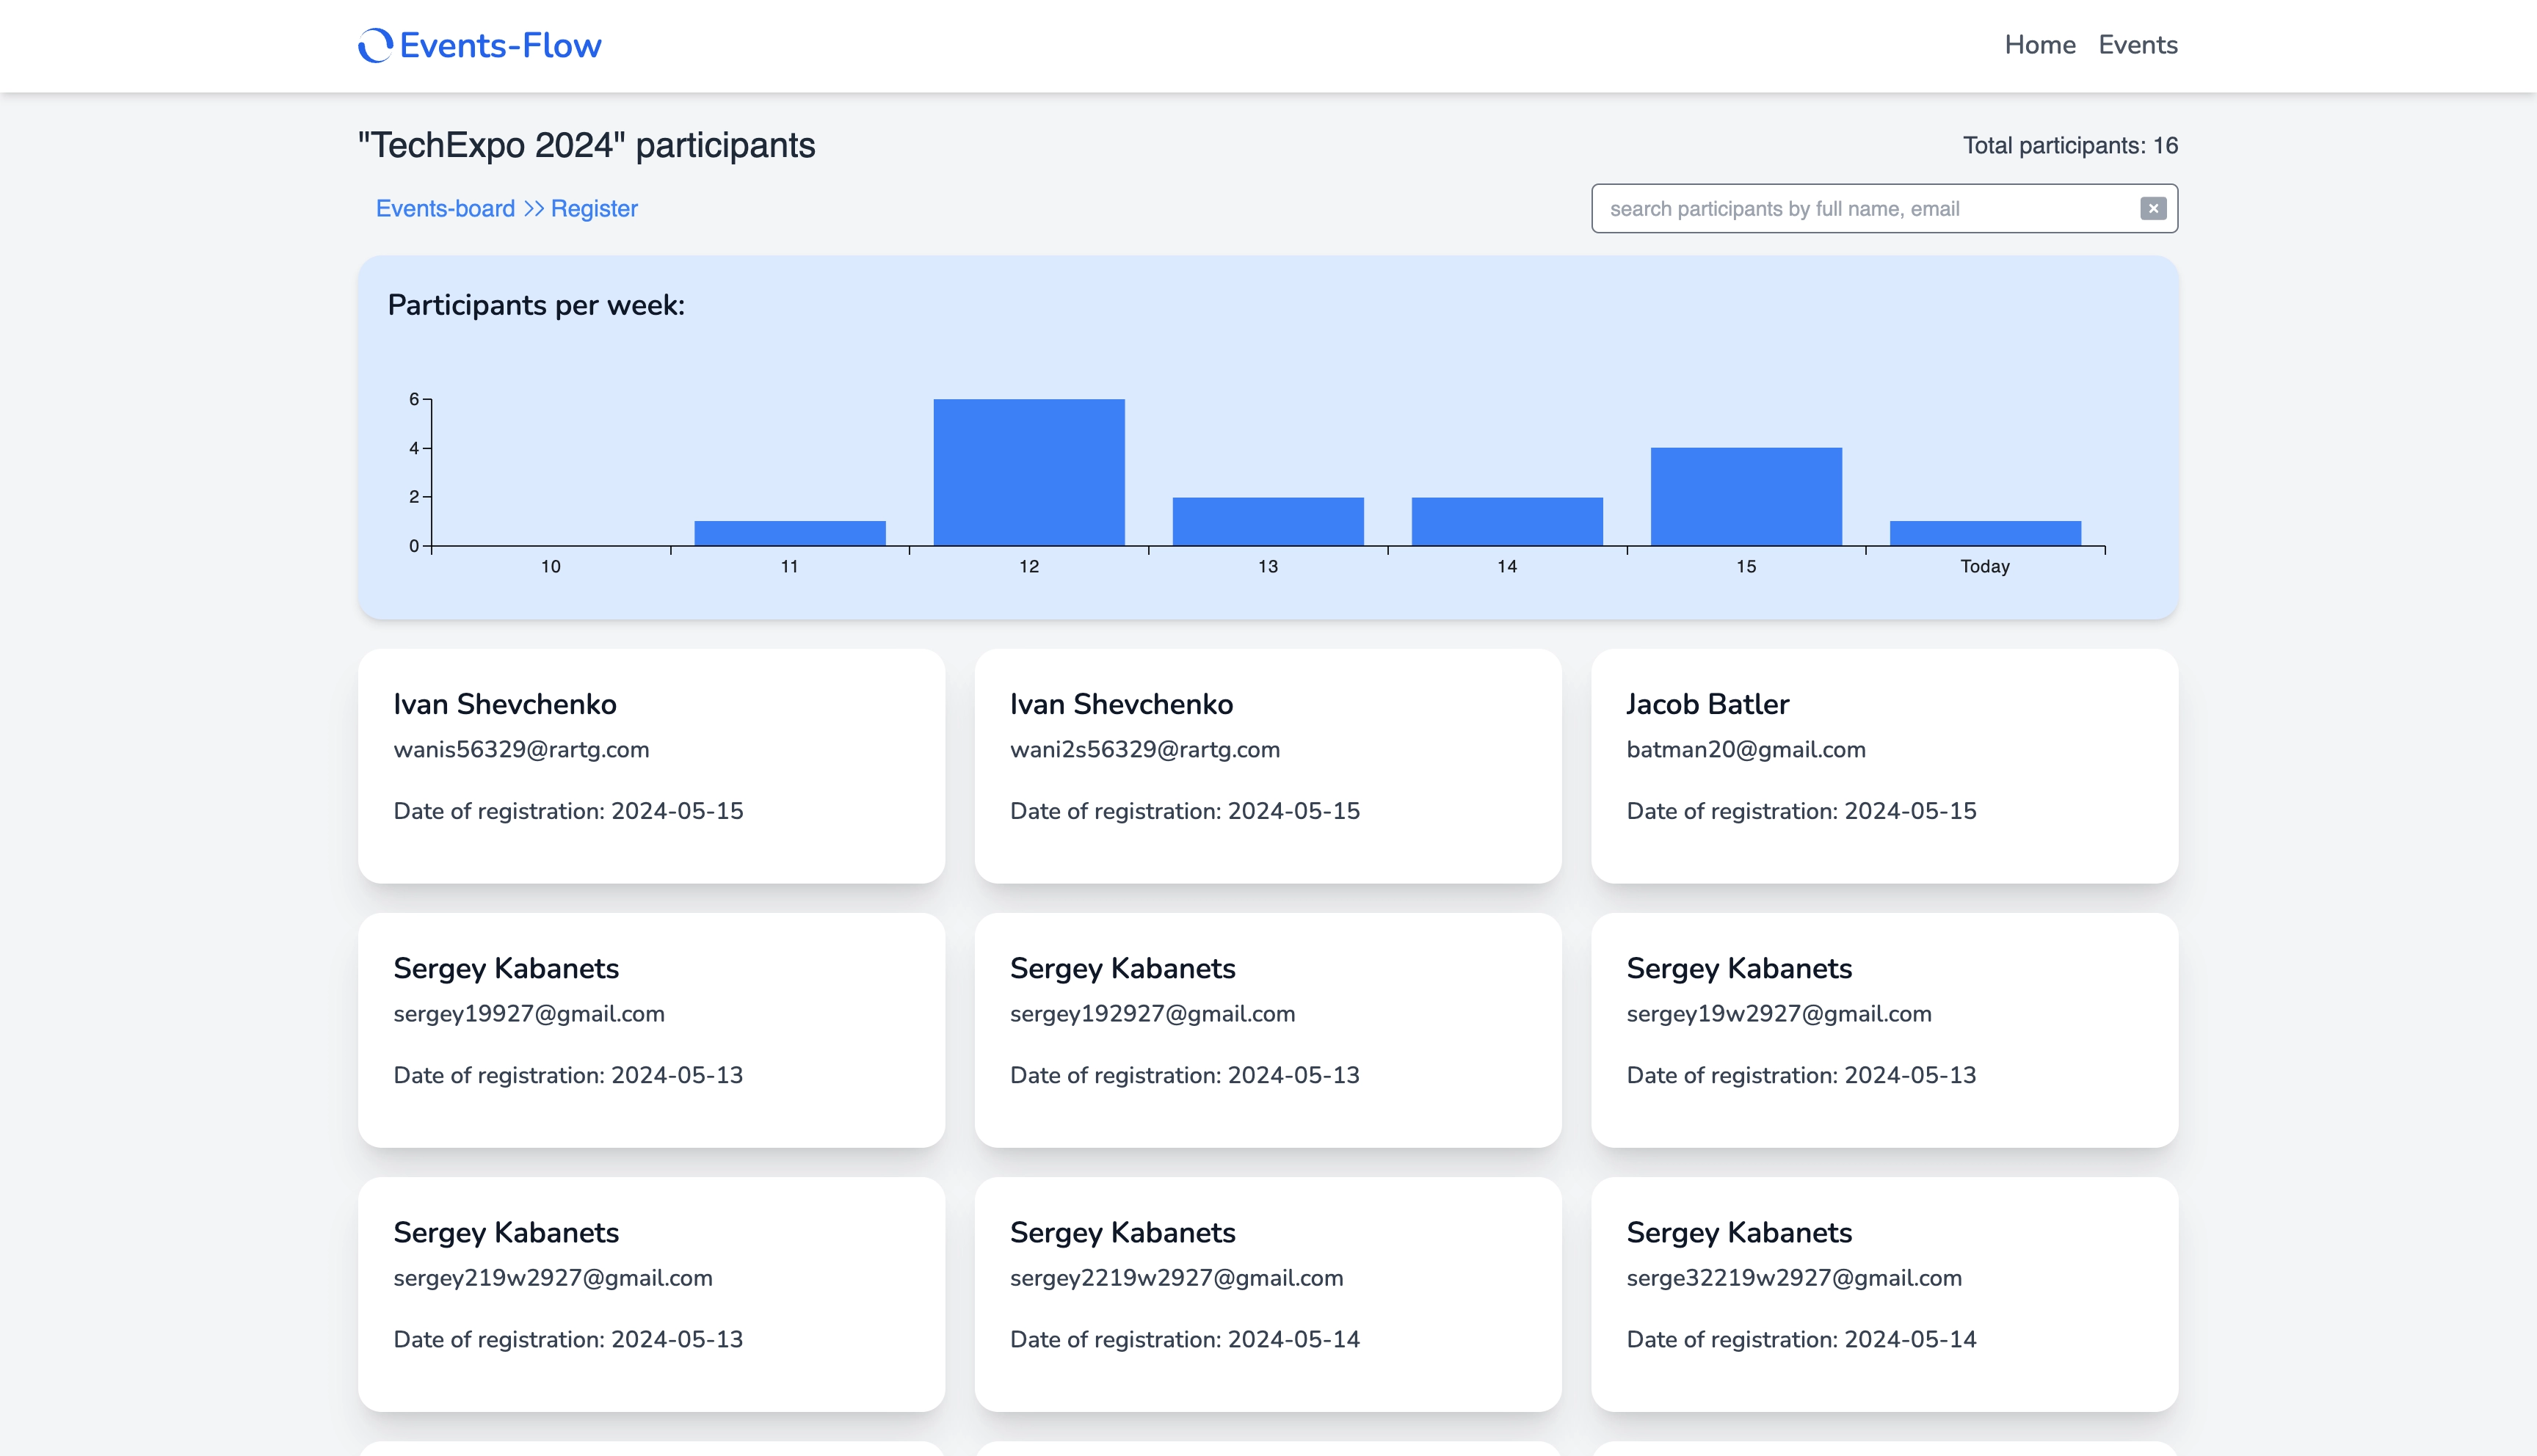 Events-Flow
Home Events
"TechExpo 2024" participants
Total participants: 16
Events-board >> Register
search participants by full name, email
Participants per week:
6
4
2
0
10 11 12 13 14 15 Today
Ivan Shevchenko
wanis56329@rartg.com
Date of registration: 2024-05-15
Ivan Shevchenko
wani2s56329@rartg.com
Date of registration: 2024-05-15
Jacob Batler
batman20@gmail.com
Date of registration: 2024-05-15
Sergey Kabanets
sergey19927@gmail.com
Date of registration: 2024-05-13
Sergey Kabanets
sergey192927@gmail.com
Date of registration: 2024-05-13
Sergey Kabanets
sergey19w2927@gmail.com
Date of registration: 2024-05-13
Sergey Kabanets
sergey219w2927@gmail.com
Date of registration: 2024-05-13
Sergey Kabanets
sergey2219w2927@gmail.com
Date of registration: 2024-05-14
Sergey Kabanets
serge32219w2927@gmail.com
Date of registration: 2024-05-14